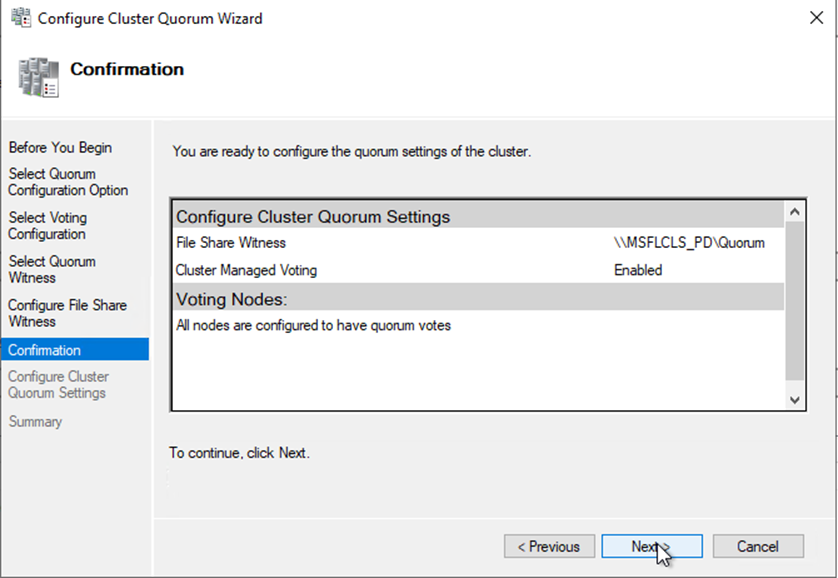 Configure Cluster Quorum Wizard
Confirmation
Before You Begin
Select Quorum
Configuration Option
Select Voting
Configuration
Select Quorum
Witness
Configure File Share
Witness
Confirmation
Configure Cluster
Quorum Settings
Summary
You are ready to configure the quorum settings of the cluster.
Configure Cluster Quorum Settings
File Share Witness \\MSFLCLS_PD\Quorum
Cluster Managed Voting Enabled
Voting Nodes:
All nodes are configured to have quorum votes
To continue, click Next.
< Previous Next > Cancel